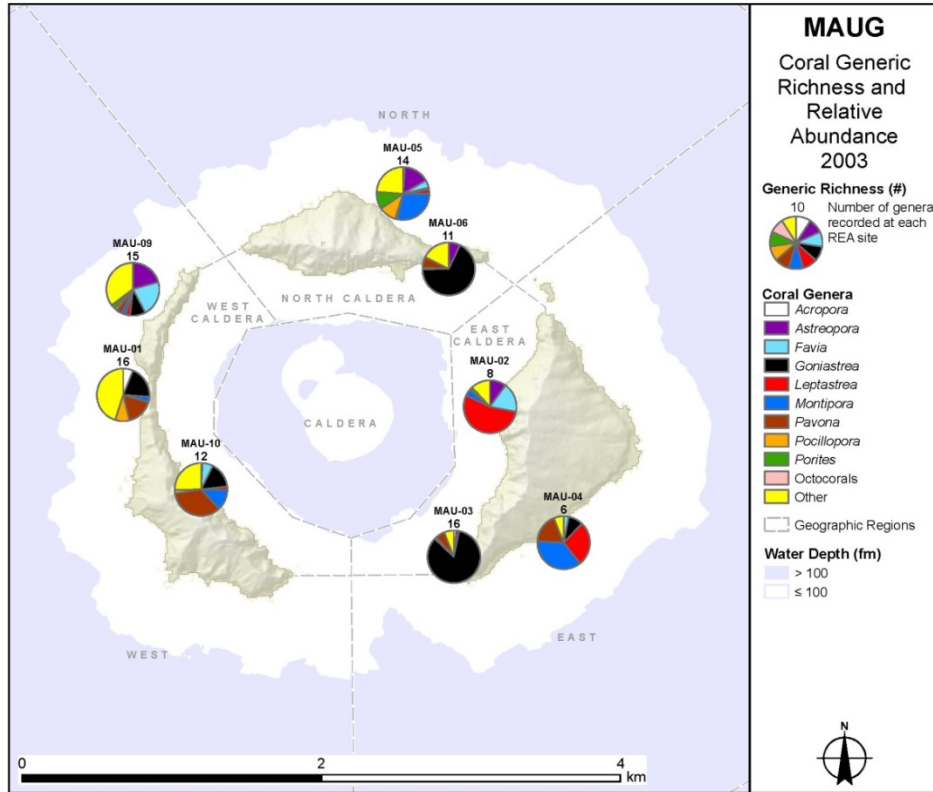 MAUG
Coral Generic
Richness and
Relative
Abundance
2003
Generic Richness (#)
10
Number of genera
recorded at each
REA site
Coral Genera
Acropora
Astreopora
Favia
Goniastrea
Leptastrea
Montipora
Pavona
Pocillopora
Porites
Octocorals
Other
Geographic Regions
Water Depth (fm)
> 100
≤ 100
N
NORTH
MAU-05
14
MAU-06
11
MAU-09
15
NORTH CALDERA
WEST
CALDERA
EAST
CALDERA
MAU-01
16
MAU-02
8
CALDERA
MAU-10
12
MAU-03
16
MAU-04
6
WEST
EAST
0
2
4
km